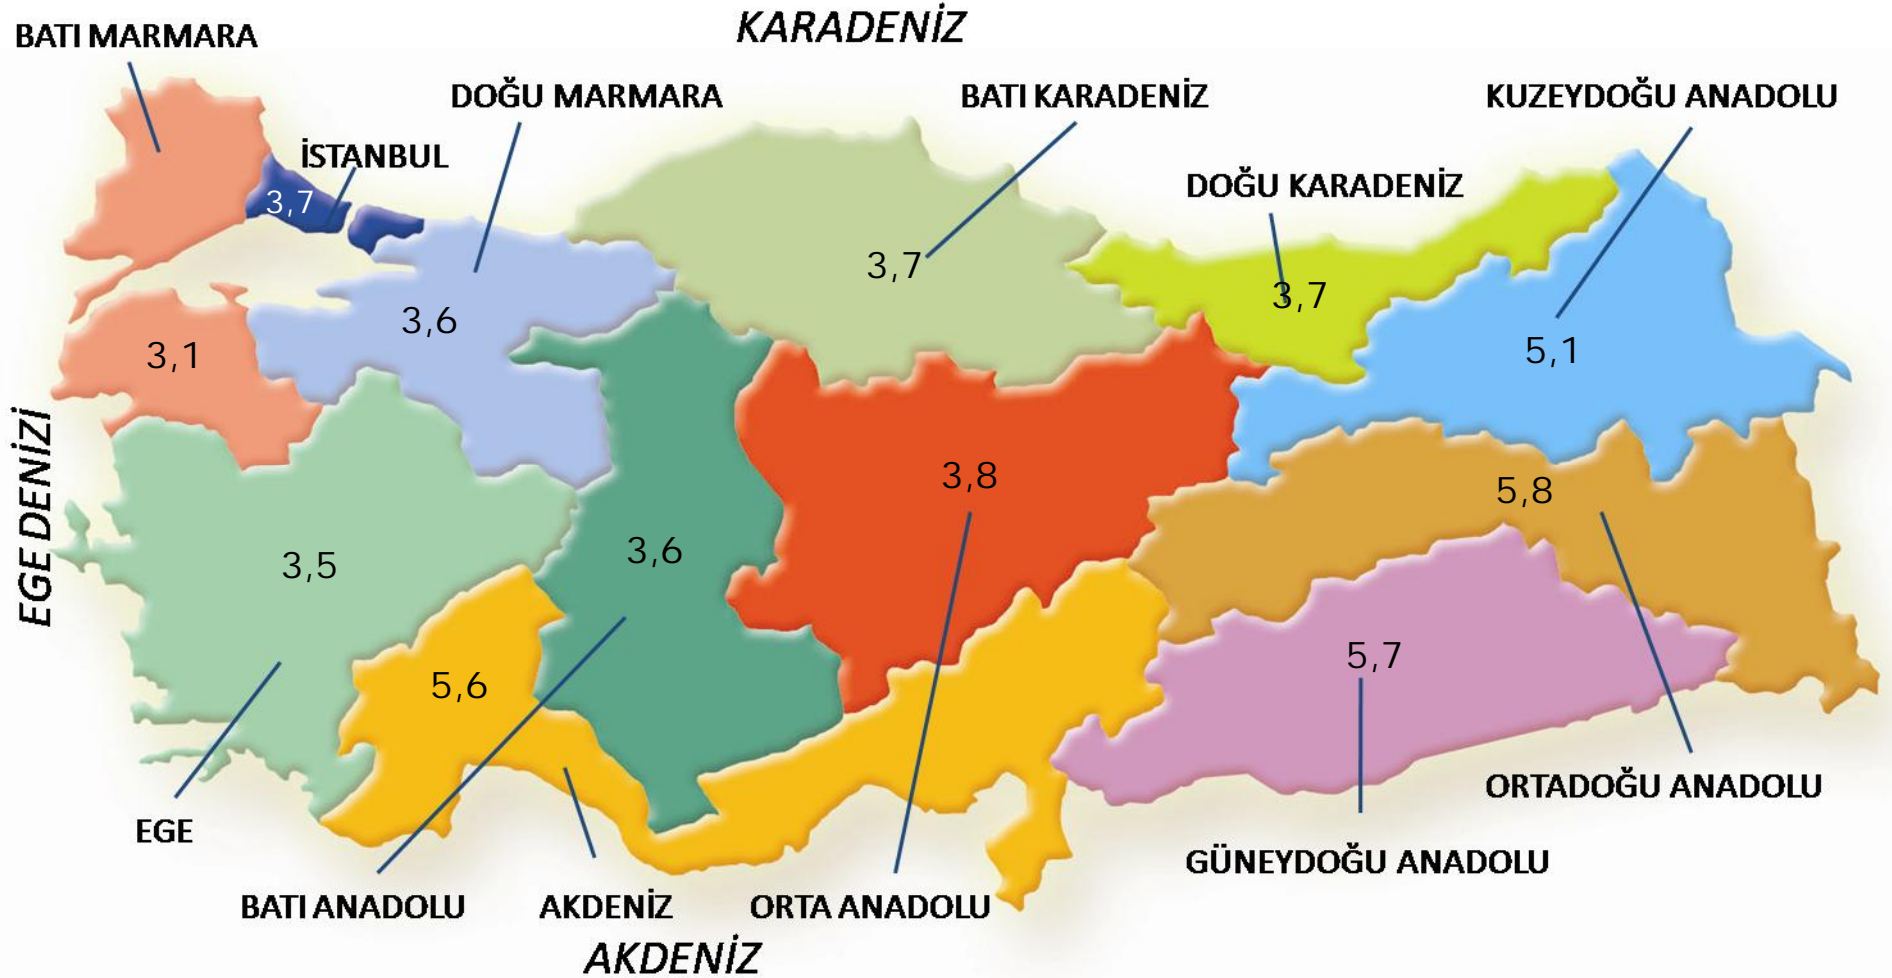 KARADENİZ
BATI MARMARA
DOĞU MARMARA
BATI KARADENİZ
KUZEYDOĞU ANADOLU
İSTANBUL
DOĞU KARADENİZ
3,7
3,7
3,7
3,6
3,1
5,1
EGE DENİZİ
3,8
5,8
3,5
3,6
5,6
5,7
ORTADOĞU ANADOLU
EGE
GÜNEYDOĞU ANADOLU
BATI ANADOLU
AKDENİZ
ORTA ANADOLU
AKDENİZ